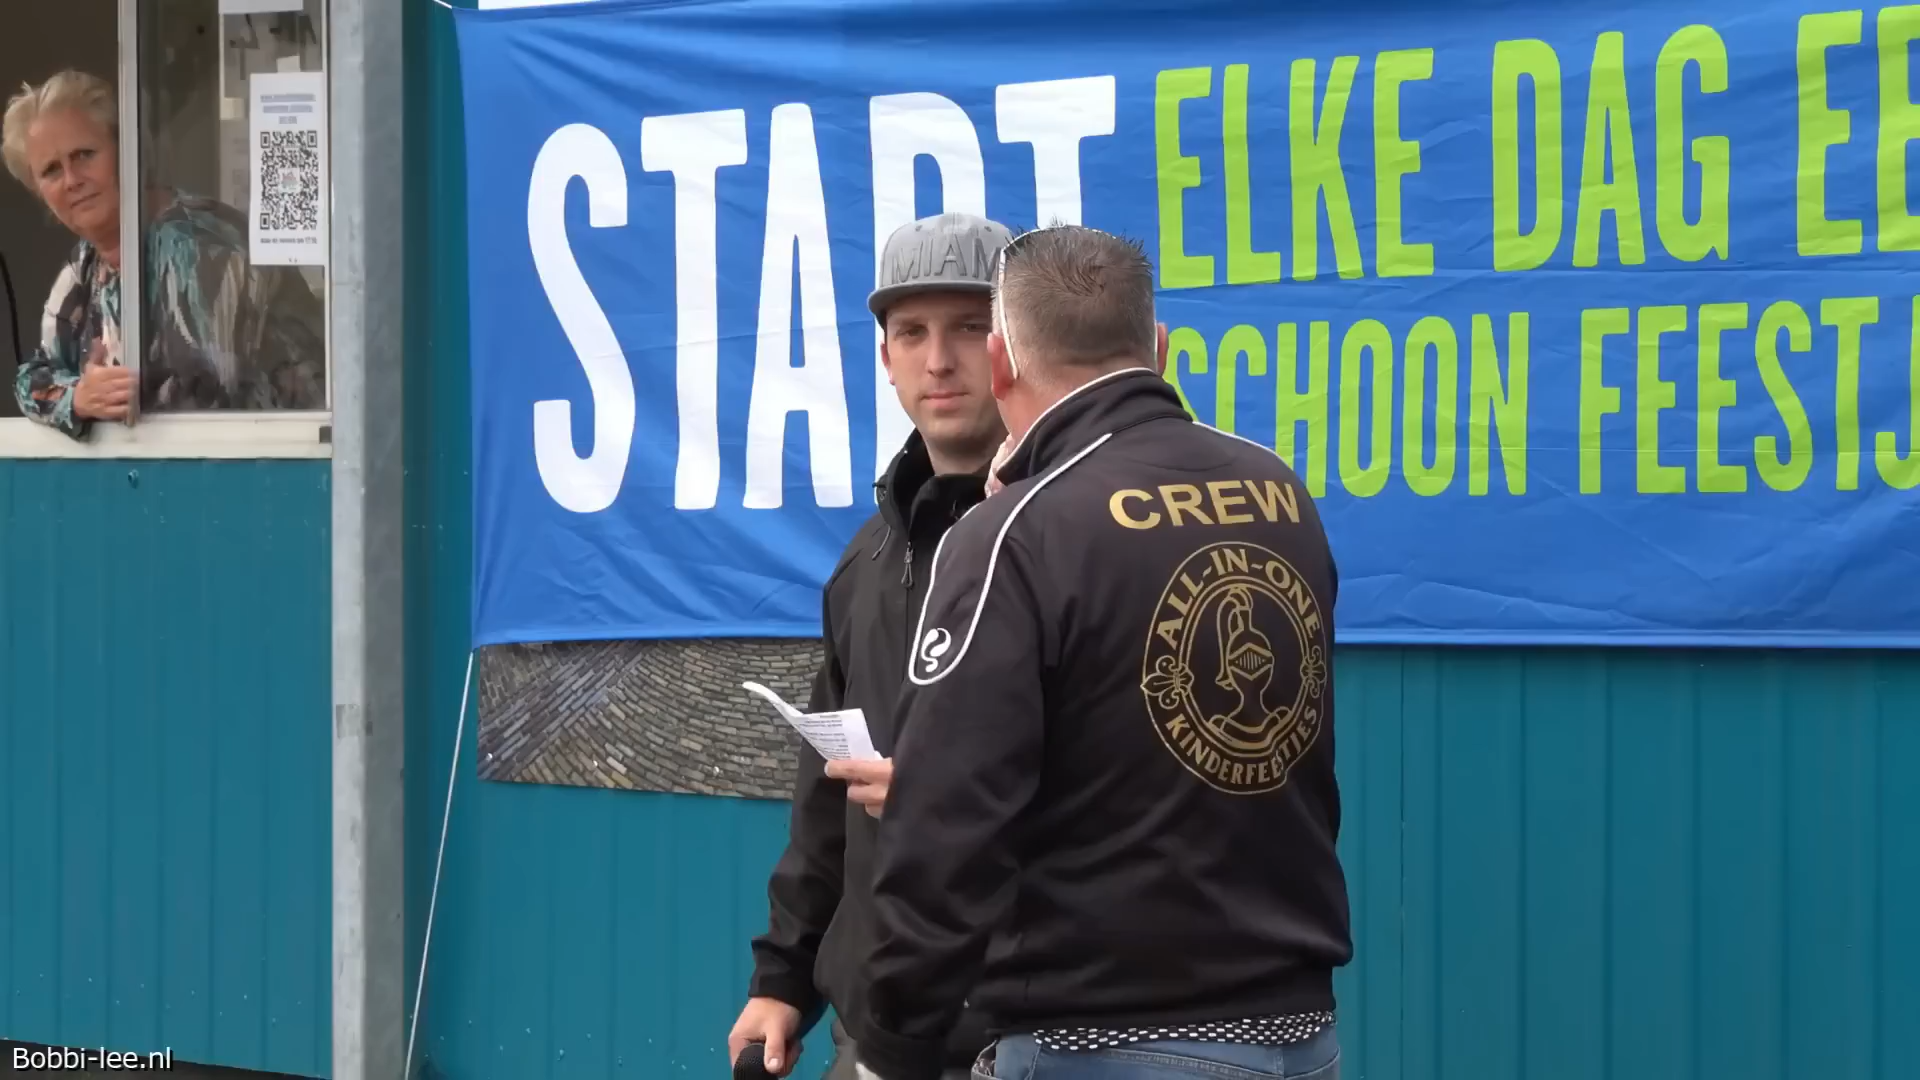 START
ELKE DAG EE
SCHOON FEESTJ
MIAMI
CREW
ALL-IN-ONE
KINDERFEESTJES
Bobbi-lee.nl